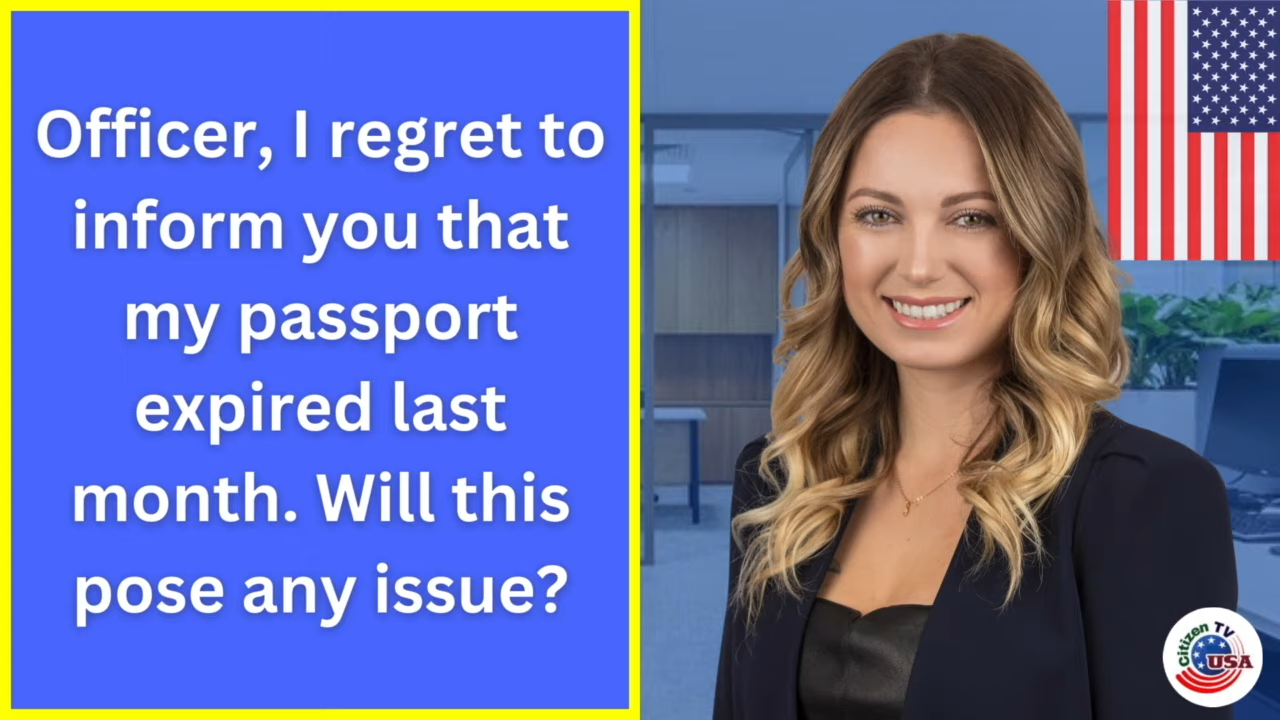 Officer, I regret to
inform you that
my passport
expired last
month. Will this
pose any issue?
Citizen TV
USA